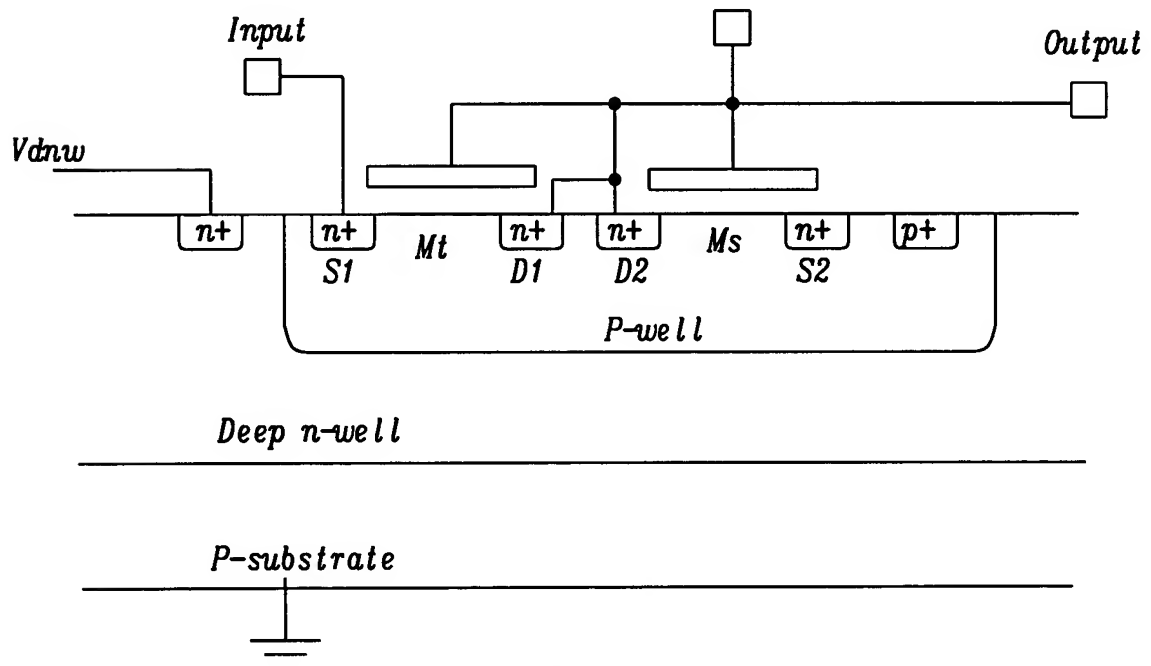 Input
Output
Vdnw
n+
n+
n+
n+
n+
p+
S1
Mt
D1
D2
Ms
S2
P-well
Deep n-well
P-substrate